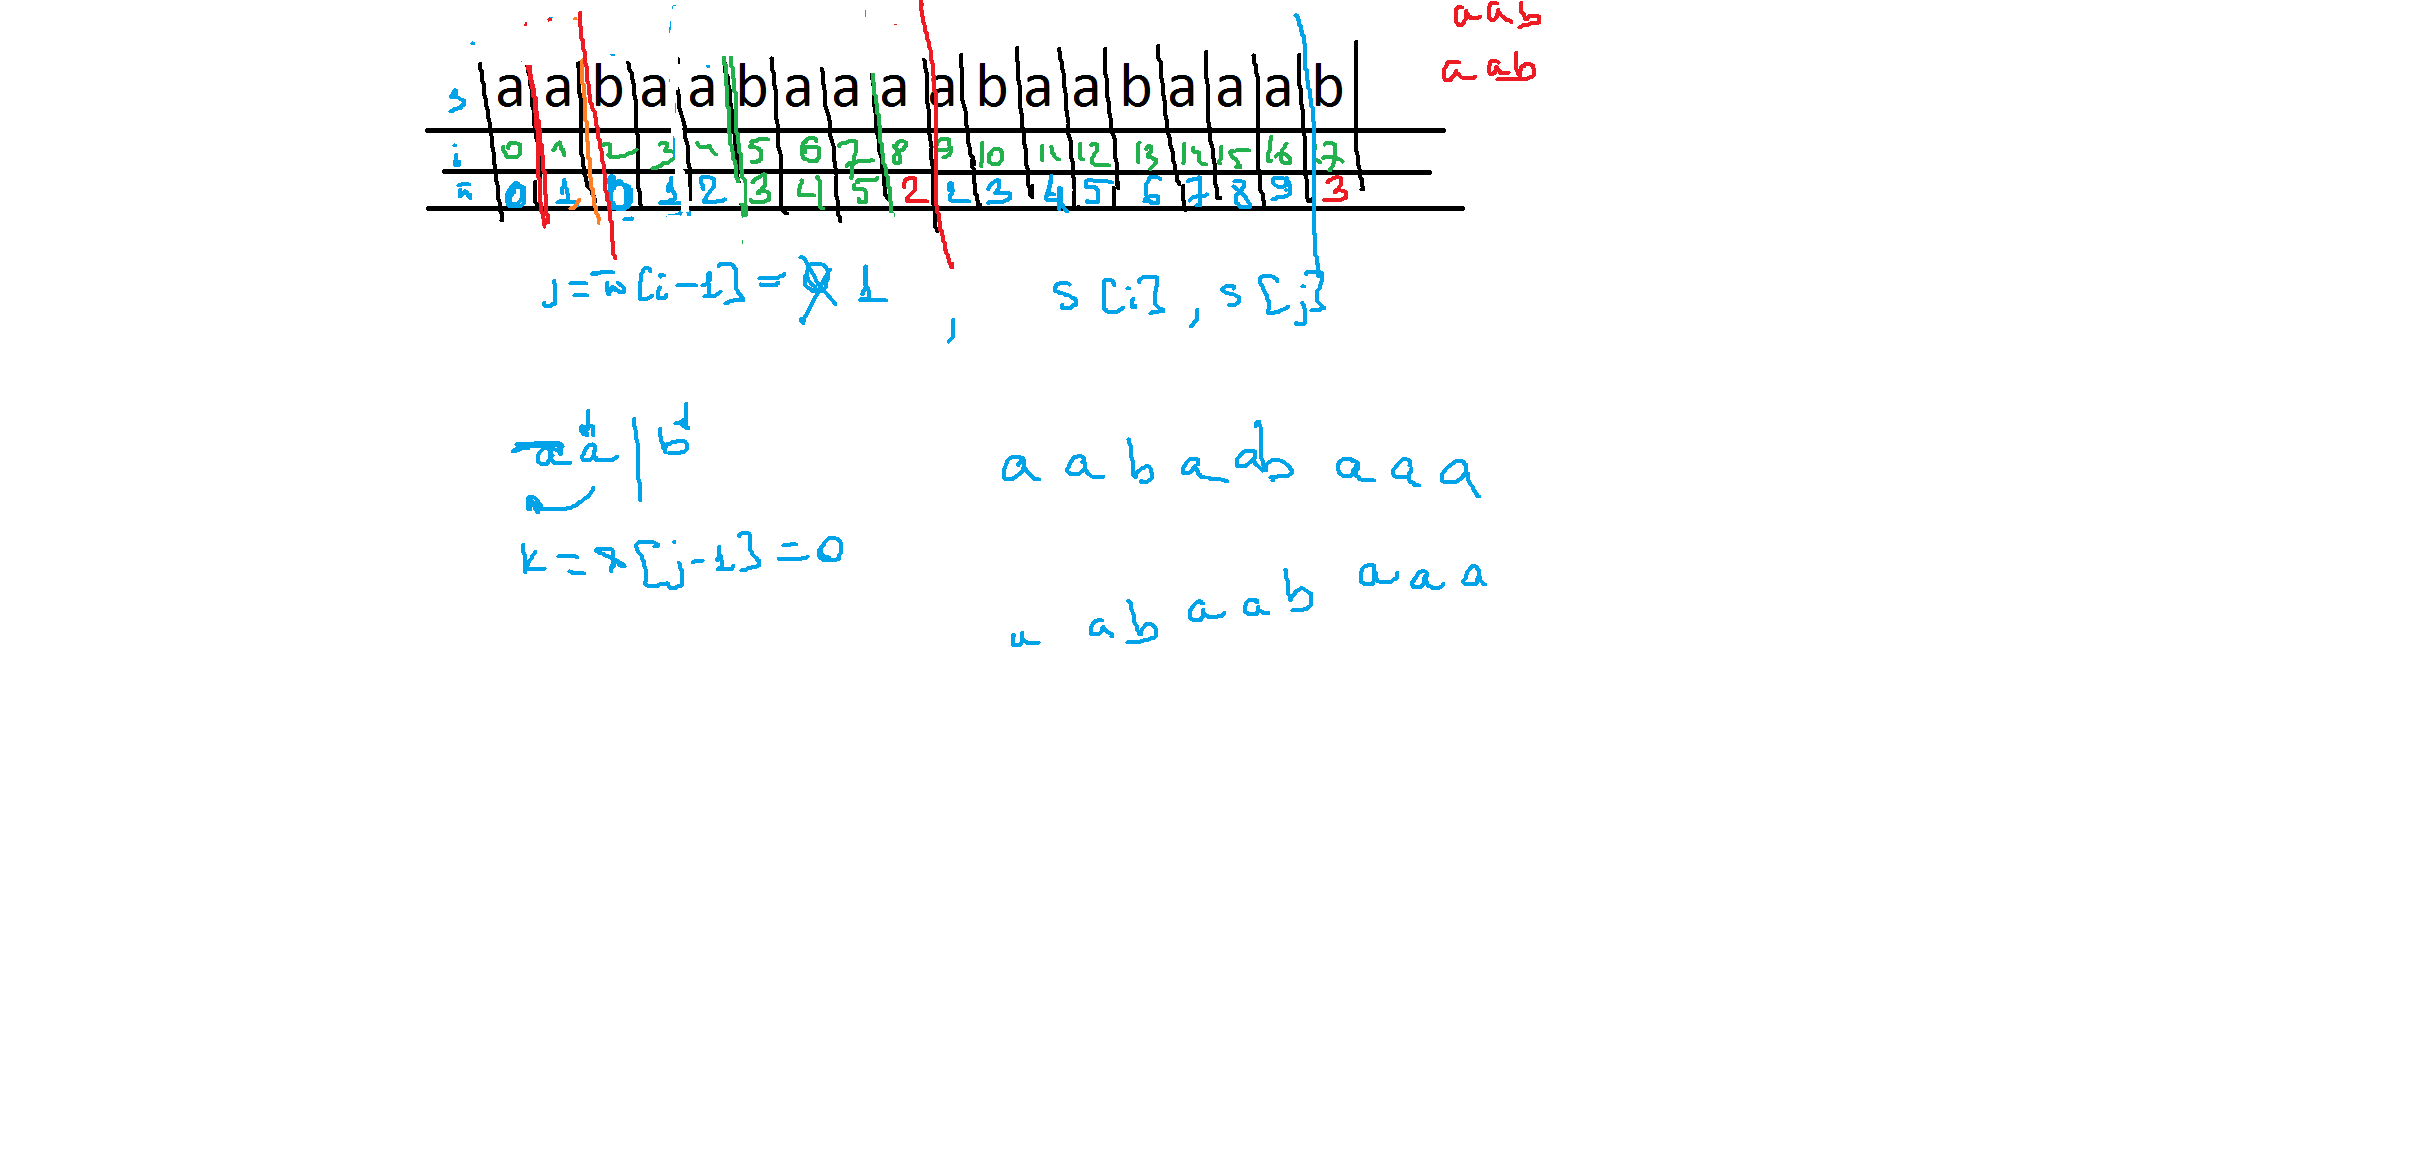 a a b
a a b
s a a b a a b a a a a b a a b a a a b
i 0 1 2 3 4 5 6 7 8 9 10 11 12 13 14 15 16 17
π 0 1 0 1 2 3 4 5 2 2 3 4 5 6 7 8 9 3
j = π [i-1] = 0 1 , s [i] , s [j]
a a | b
a a b a ab a a a
k = π [j-1] = 0
a a b a a b a a a